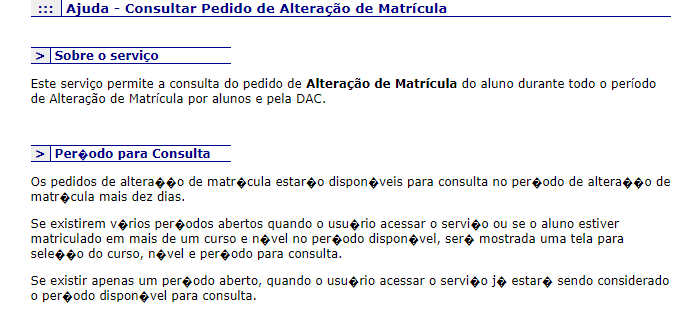 ::: Ajuda - Consultar Pedido de Alteração de Matrícula
> Sobre o serviço
Este serviço permite a consulta do pedido de Alteração de Matrícula do aluno durante todo o período
de Alteração de Matrícula por alunos e pela DAC.
> Per�odo para Consulta
Os pedidos de altera��o de matr�cula estar�o dispon�veis para consulta no per�odo de altera��o de
matr�cula mais dez dias.
Se existirem v�rios per�odos abertos quando o usu�rio acessar o servi�o ou se o aluno estiver
matriculado em mais de um curso e n�vel no per�odo dispon�vel, ser� mostrada uma tela para
sele��o do curso, n�vel e per�odo para consulta.
Se existir apenas um per�odo aberto, quando o usu�rio acessar o servi�o j� estar� sendo considerado
o per�odo dispon�vel para consulta.